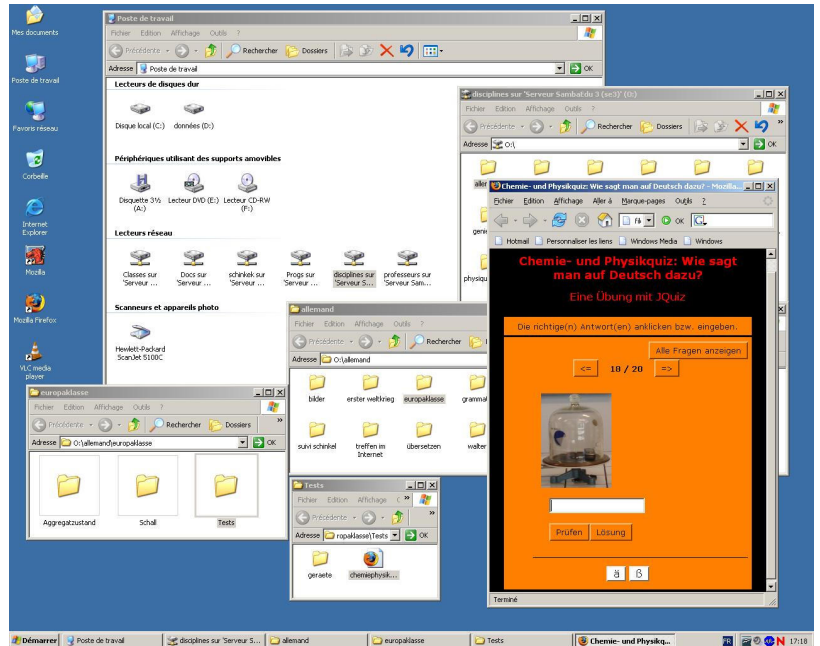 Mes documents
Poste de travail
Favoris réseau
Corbeille
Internet
Explorer
Mozilla
Mozilla Firefox
VLC media
player
Poste de travail
Fichier Edition Affichage Outils ?
Précédente Rechercher Dossiers
Adresse Poste de travail OK
Lecteurs de disques dur
Disque local (C:) données (D:)
Périphériques utilisant des supports amovibles
Disquette 3½ Lecteur DVD (E:) Lecteur CD-RW
(A:) (F:)
Lecteurs réseau
Classes sur Docs sur schinkek sur Progs sur disciplines sur professeurs sur
'Serveur ... 'Serveur ... 'Serveur ... 'Serveur ... 'Serveur S... 'Serveur Sam...
Scanneurs et appareils photo
Hewlett-Packard
ScanJet 5100C
disciplines sur 'Serveur SambaEdu 3 (se3)' (O:)
Fichier Edition Affichage Outils ?
Précédente Rechercher Dossiers »
Adresse O:\ OK
physiqu
allemand
Fichier Edition Affichage Outils ?
Précédente Rechercher
Adresse O:\allemand
bilder erster weltkrieg europaklasse grammat
suivi schinkel treffen im übersetzen walter
Internet
europaklasse
Fichier Edition Affichage Outils ?
Précédente Rechercher Dossiers »
Adresse O:\allemand\europaklasse OK
Aggregatzustand Schall Tests
Tests
Fichier Edition Affichage »
Précédente »
Adresse ropaklasse\Tests OK
geraete chemiephysik...
Chemie- und Physikquiz: Wie sagt man auf Deutsch dazu? - Mozilla...
Fichier Edition Affichage Aller à Marque-pages Outils ?
OK
Hotmail Personnaliser les liens Windows Media Windows
Chemie- und Physikquiz: Wie sagt
man auf Deutsch dazu?
Eine Übung mit JQuiz
Die richtige(n) Antwort(en) anklicken bzw. eingeben.
Alle Fragen anzeigen
<= 18 / 20 =>
Prüfen Lösung
ä ß
Terminé
Démarrer Poste de travail disciplines sur 'Serveur S... allemand europaklasse Tests Chemie- und Physikq... FR 17:18